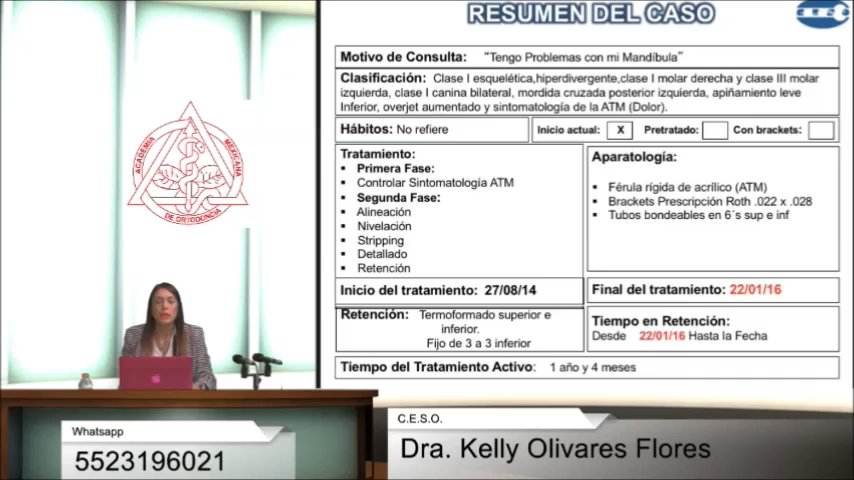 RESUMEN DEL CASO
Motivo de Consulta: “Tengo Problemas con mi Mandíbula”
Clasificación: Clase I esquelética,hiperdivergente,clase I molar derecha y clase III molar
izquierda, clase I canina bilateral, mordida cruzada posterior izquierda, apiñamiento leve
Inferior, overjet aumentado y sintomatología de la ATM (Dolor).
Hábitos: No refiere
Inicio actual: X Pretratado: Con brackets:
Tratamiento:
▪ Primera Fase:
▪ Controlar Sintomatología ATM
▪ Segunda Fase:
▪ Alineación
▪ Nivelación
▪ Stripping
▪ Detallado
▪ Retención
Aparatología:
▪ Férula rígida de acrílico (ATM)
▪ Brackets Prescripción Roth .022 x .028
▪ Tubos bondeables en 6´s sup e inf
Inicio del tratamiento: 27/08/14
Final del tratamiento: 22/01/16
Retención: Termoformado superior e
inferior.
Fijo de 3 a 3 inferior
Tiempo en Retención:
Desde 22/01/16 Hasta la Fecha
Tiempo del Tratamiento Activo: 1 año y 4 meses
ACADEMIA MEXICANA
DE ORTODONCIA
Whatsapp
5523196021
C.E.S.O.
Dra. Kelly Olivares Flores